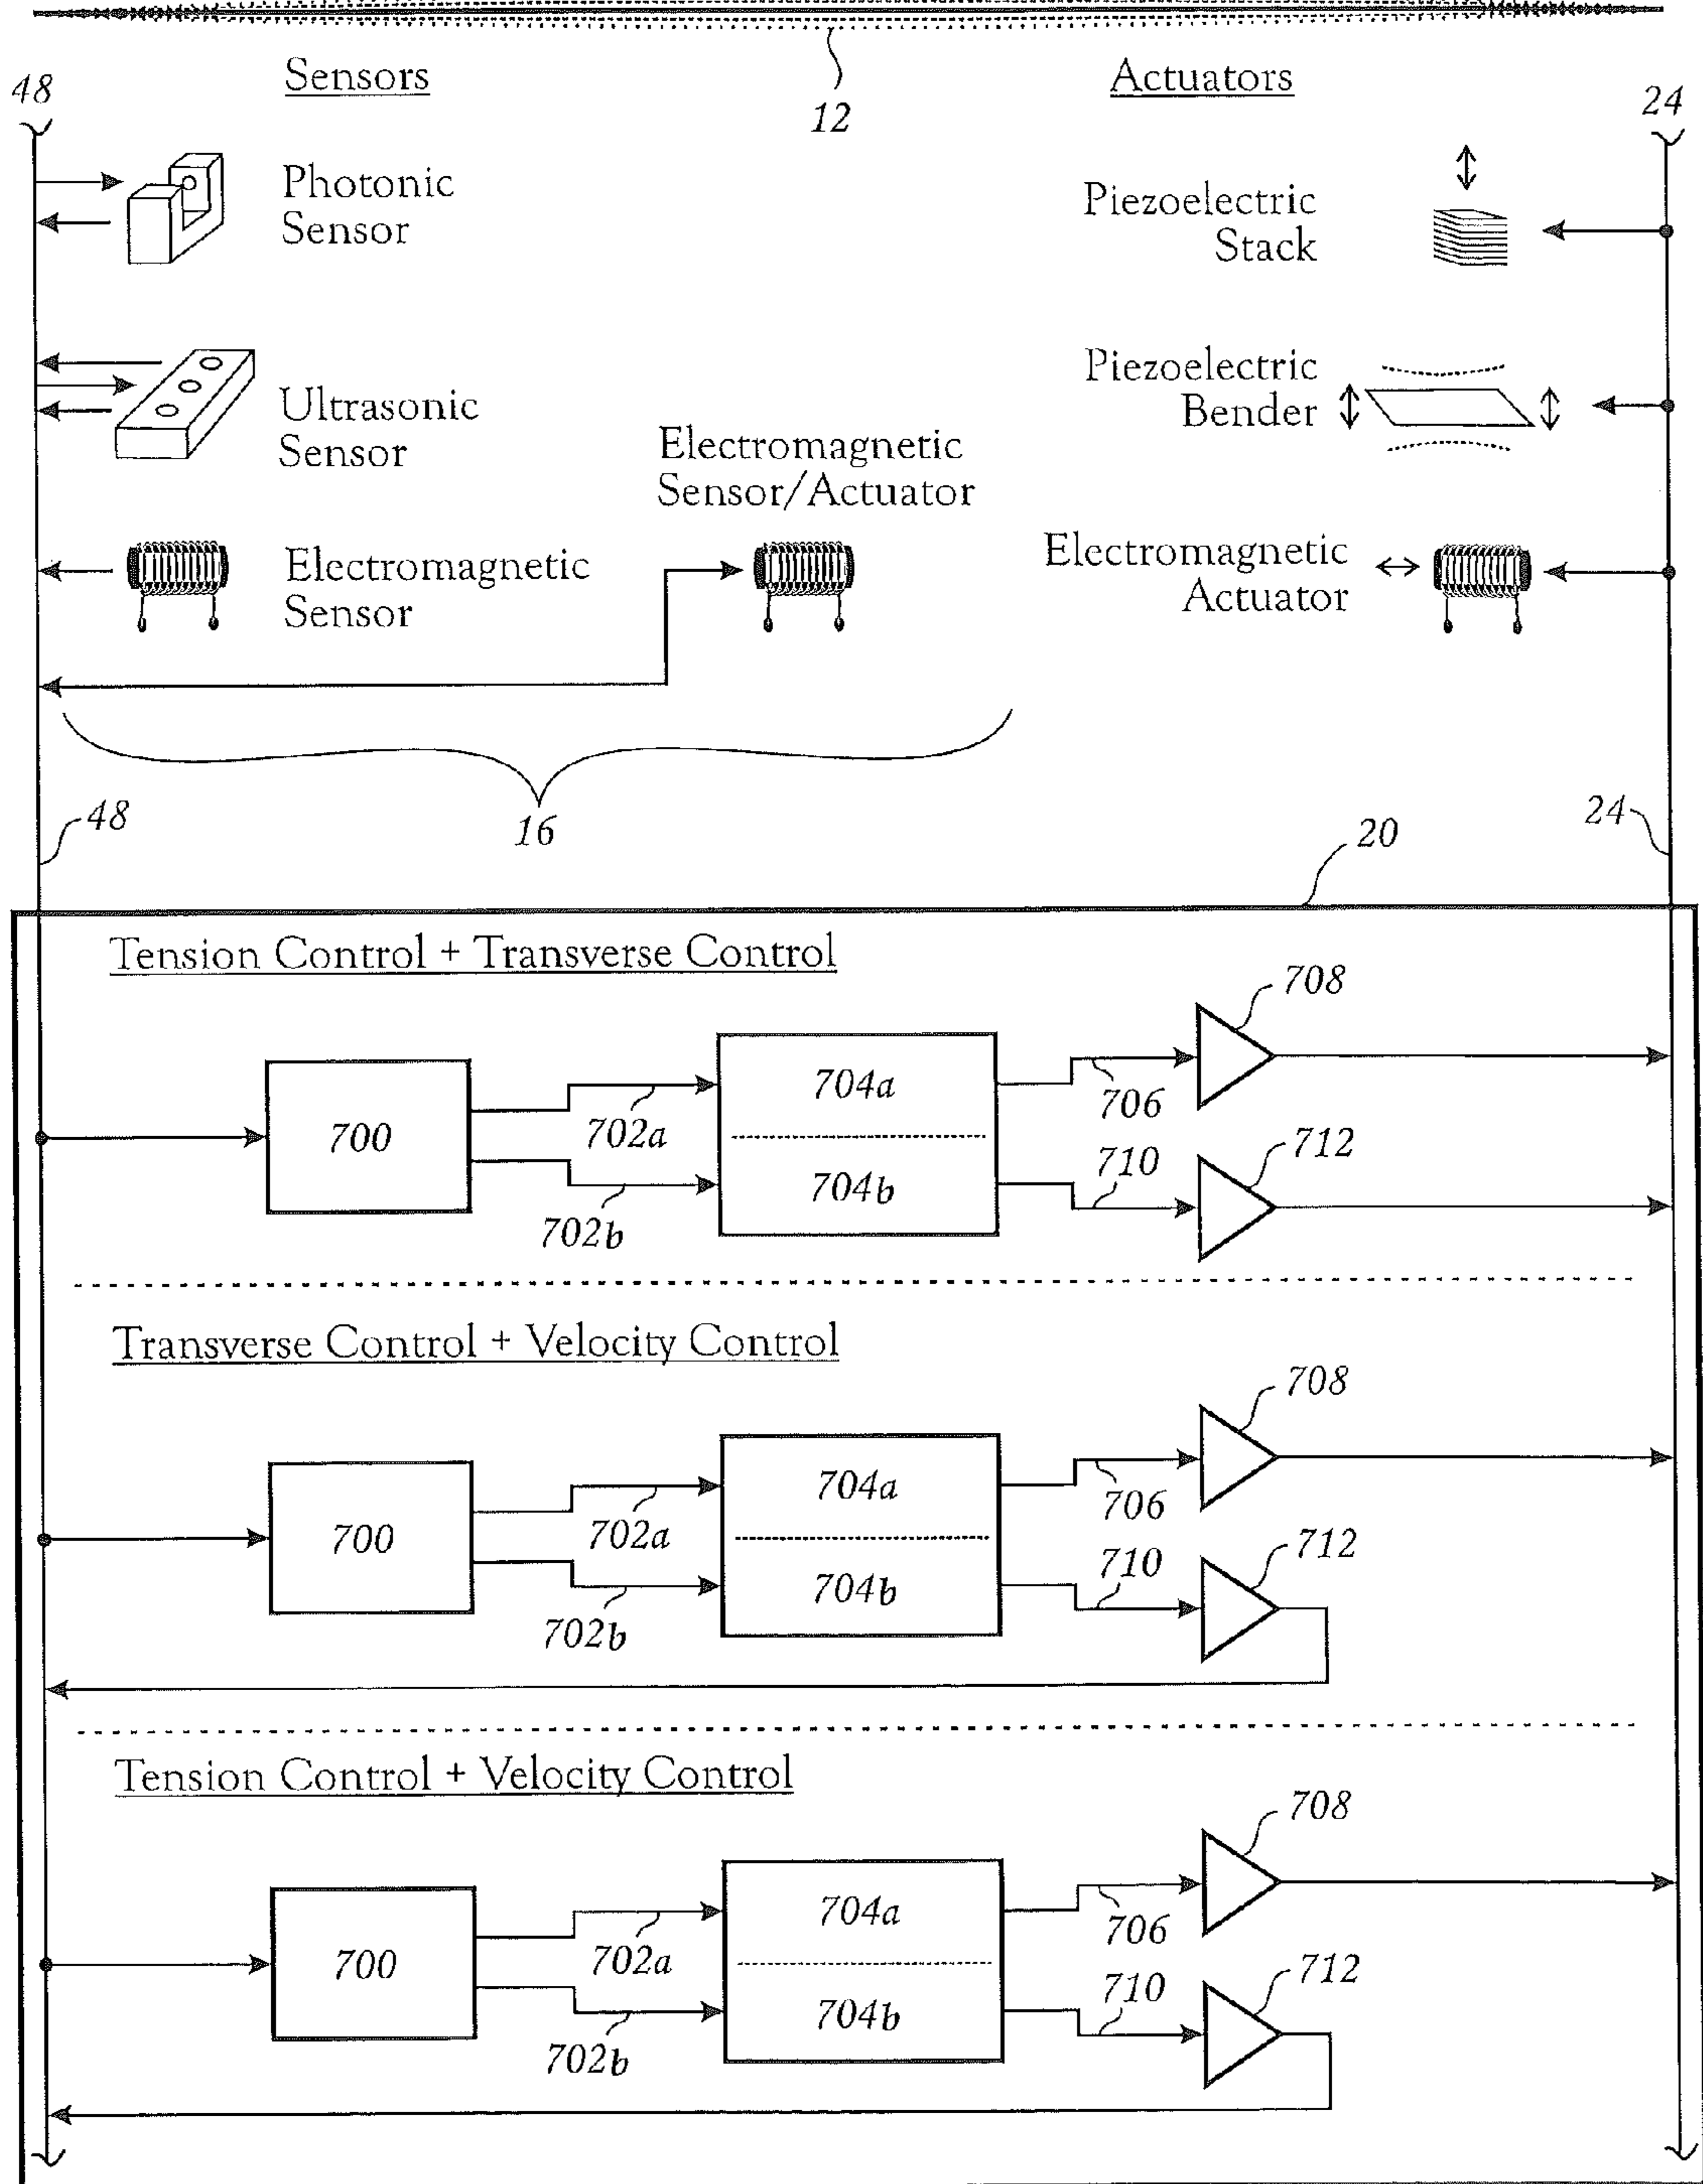 12
48
Sensors
Actuators
24
Photonic
Sensor
Piezoelectric
Stack
Ultrasonic
Sensor
Piezoelectric
Bender
Electromagnetic
Sensor/Actuator
Electromagnetic
Sensor
Electromagnetic
Actuator
48
16
20
24
Tension Control + Transverse Control
708
700
702a
702b
704a
704b
706
710
712
Transverse Control + Velocity Control
708
700
702a
702b
704a
704b
706
710
712
Tension Control + Velocity Control
708
700
702a
702b
704a
704b
706
710
712